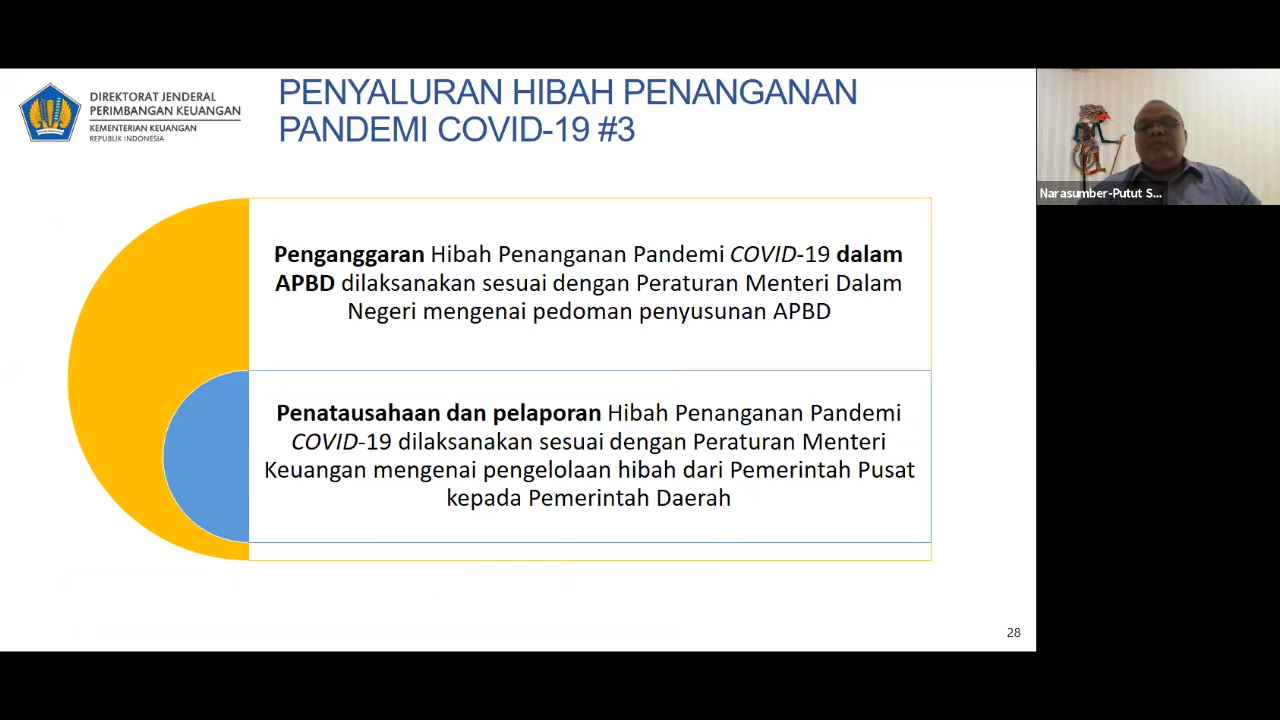 DIREKTORAT JENDERAL
PERIMBANGAN KEUANGAN
KEMENTERIAN KEUANGAN
REPUBLIK INDONESIA
PENYALURAN HIBAH PENANGANAN
PANDEMI COVID-19 #3
Narasumber-Putut S...
Penganggaran Hibah Penanganan Pandemi COVID-19 dalam
APBD dilaksanakan sesuai dengan Peraturan Menteri Dalam
Negeri mengenai pedoman penyusunan APBD
Penatausahaan dan pelaporan Hibah Penanganan Pandemi
COVID-19 dilaksanakan sesuai dengan Peraturan Menteri
Keuangan mengenai pengelolaan hibah dari Pemerintah Pusat
kepada Pemerintah Daerah
28